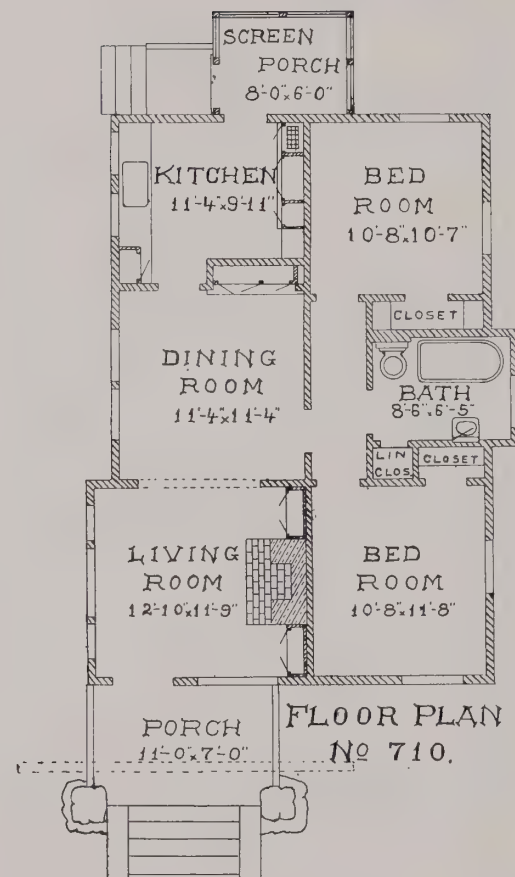 SCREEN
PORCH
8'-0"x6'-0"
KITCHEN
11'-4"x9'-11"
BED
ROOM
10'-8"x10'-7"
CLOSET
DINING
ROOM
11'-4"x11'-4"
BATH
8'-6"x6'-5"
LIN
CLOS.
CLOSET
LIVING
ROOM
12'-10"x11'-9"
BED
ROOM
10'-8"x11'-8"
PORCH
11'-0"x7'-0"
FLOOR PLAN
No 710.